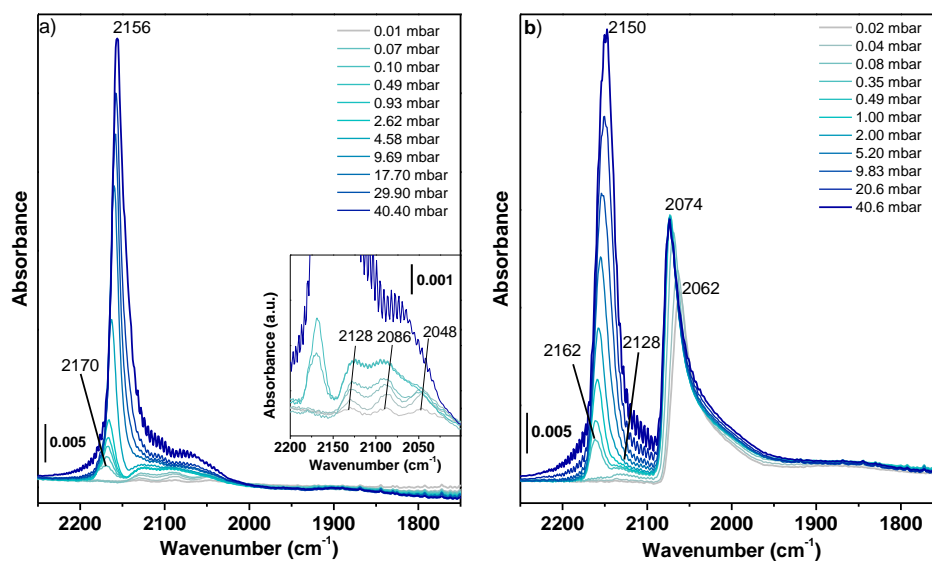 a)
2156
0.01 mbar
0.07 mbar
0.10 mbar
0.49 mbar
0.93 mbar
2.62 mbar
4.58 mbar
9.69 mbar
17.70 mbar
29.90 mbar
40.40 mbar
2170
0.005
Absorbance
2200 2100 2000 1900 1800
Wavenumber (cm-1)
0.001
2128 2086 2048
Absorbance (a.u.)
2200 2150 2100 2050
Wavenumber (cm-1)
b)
2150
0.02 mbar
0.04 mbar
0.08 mbar
0.35 mbar
0.49 mbar
1.00 mbar
2.00 mbar
5.20 mbar
9.83 mbar
20.6 mbar
40.6 mbar
2074
2062
2162
2128
0.005
Absorbance
2200 2100 2000 1900 1800
Wavenumber (cm-1)